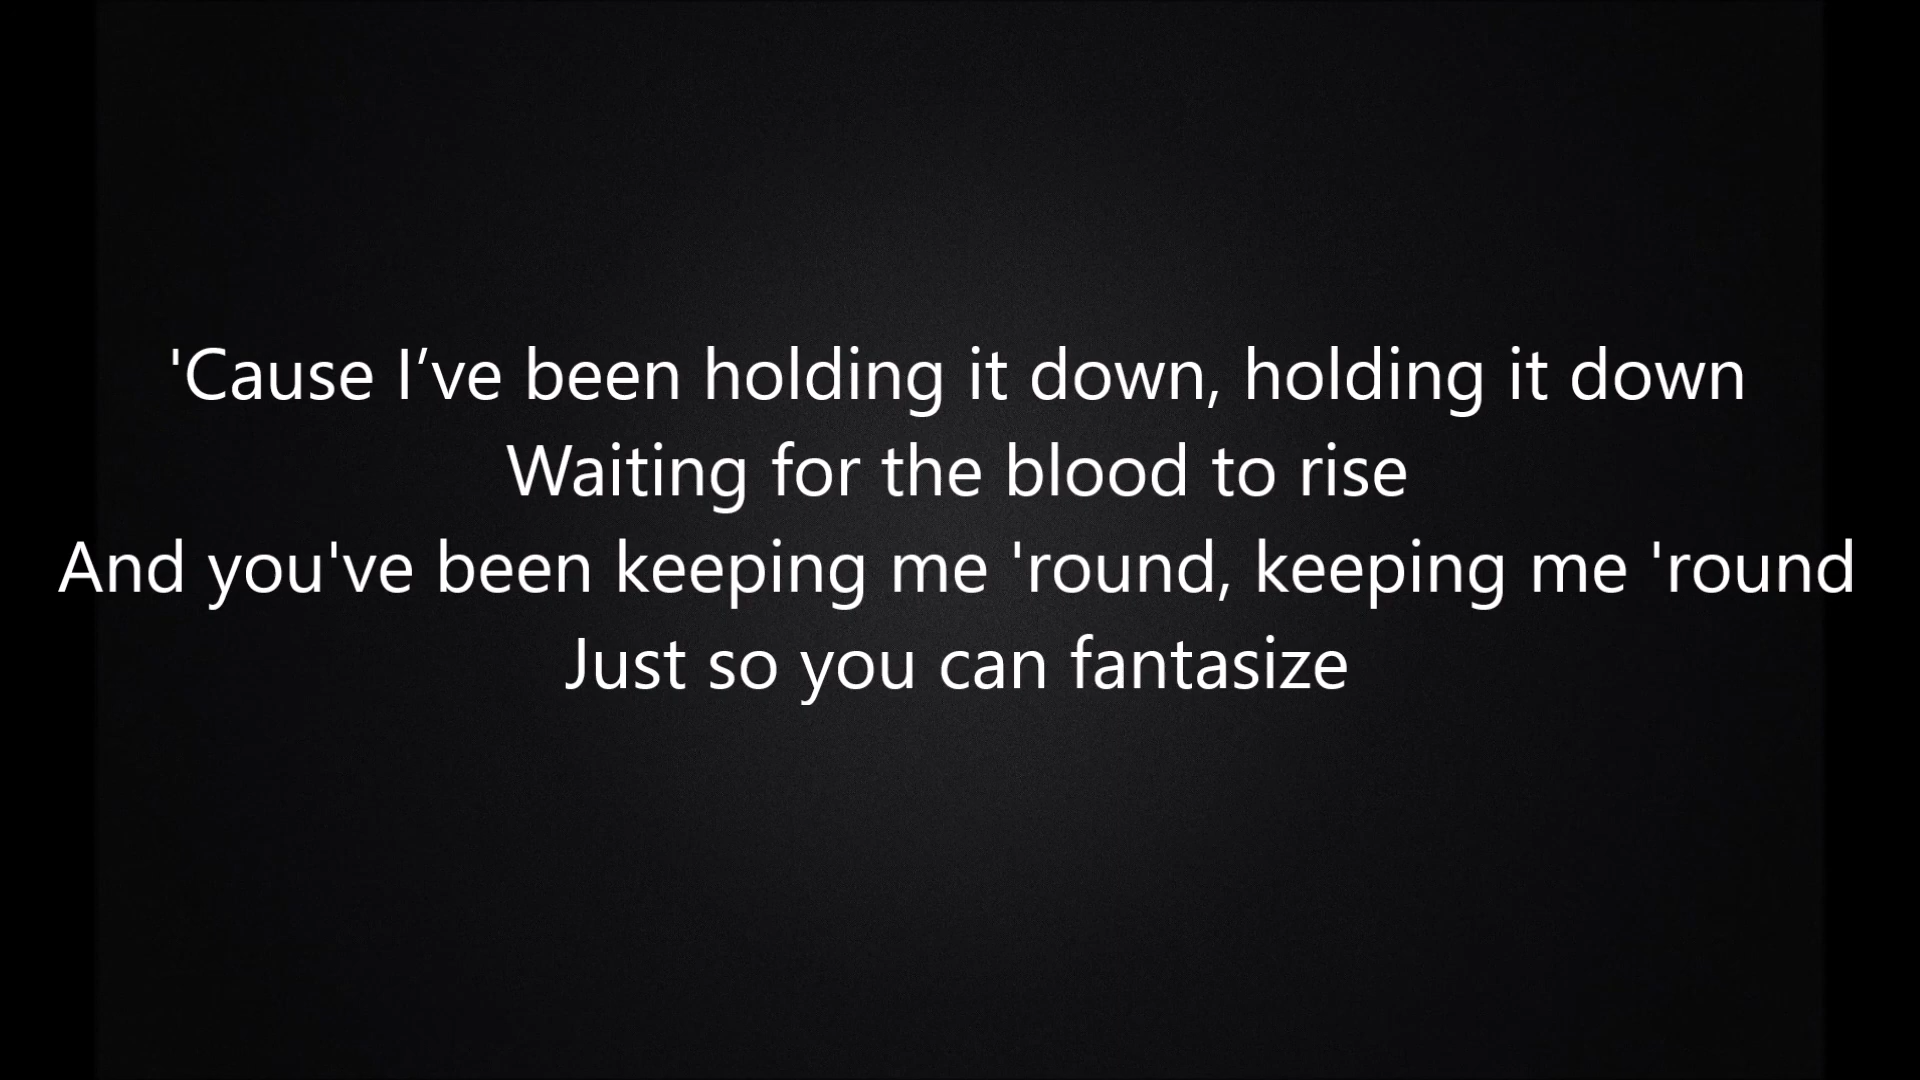 'Cause I’ve been holding it down, holding it down
Waiting for the blood to rise
And you've been keeping me 'round, keeping me 'round
Just so you can fantasize